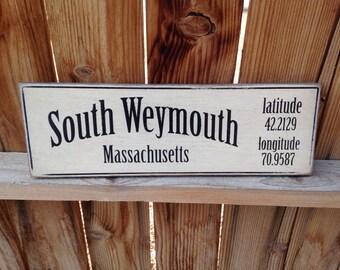 South Weymouth
Massachusetts
latitude
42.2129
longitude
70.9587